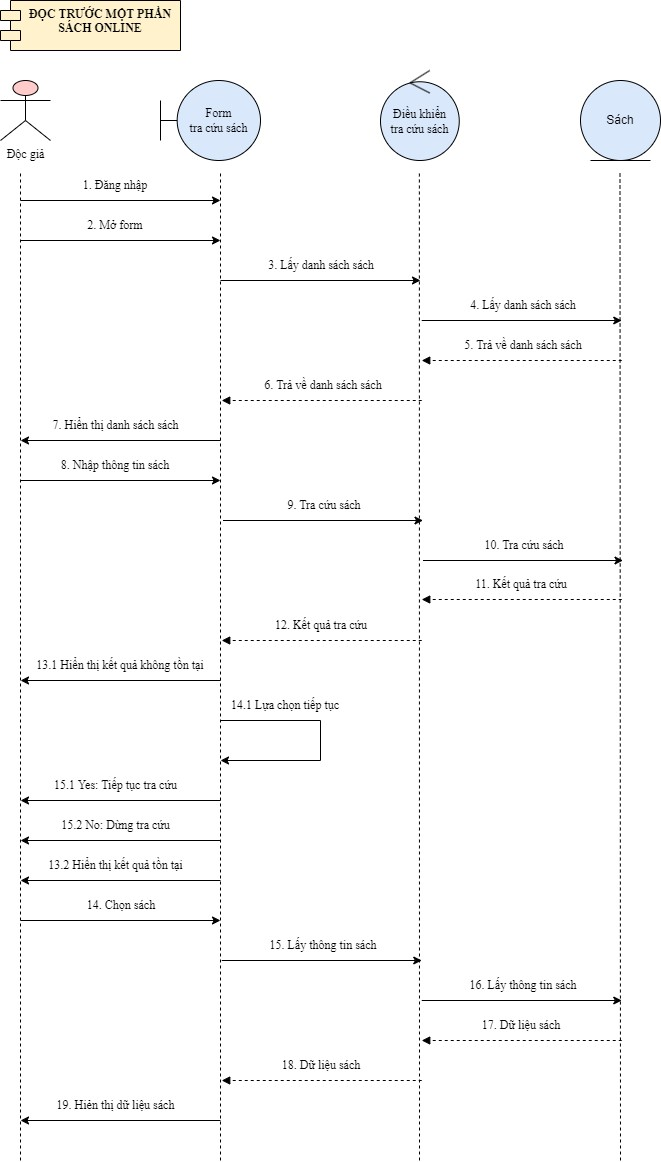 ĐỌC TRƯỚC MỘT PHẦN
SÁCH ONLINE
Độc giả
Form
tra cứu sách
Điều khiển
tra cứu sách
Sách
1. Đăng nhập
2. Mở form
3. Lấy danh sách sách
4. Lấy danh sách sách
5. Trả về danh sách sách
6. Trả về danh sách sách
7. Hiển thị danh sách sách
8. Nhập thông tin sách
9. Tra cứu sách
10. Tra cứu sách
11. Kết quả tra cứu
12. Kết quả tra cứu
13.1 Hiển thị kết quả không tồn tại
14.1 Lựa chọn tiếp tục
15.1 Yes: Tiếp tục tra cứu
15.2 No: Dừng tra cứu
13.2 Hiển thị kết quả tồn tại
14. Chọn sách
15. Lấy thông tin sách
16. Lấy thông tin sách
17. Dữ liệu sách
18. Dữ liệu sách
19. Hiẻn thị dữ liệu sách